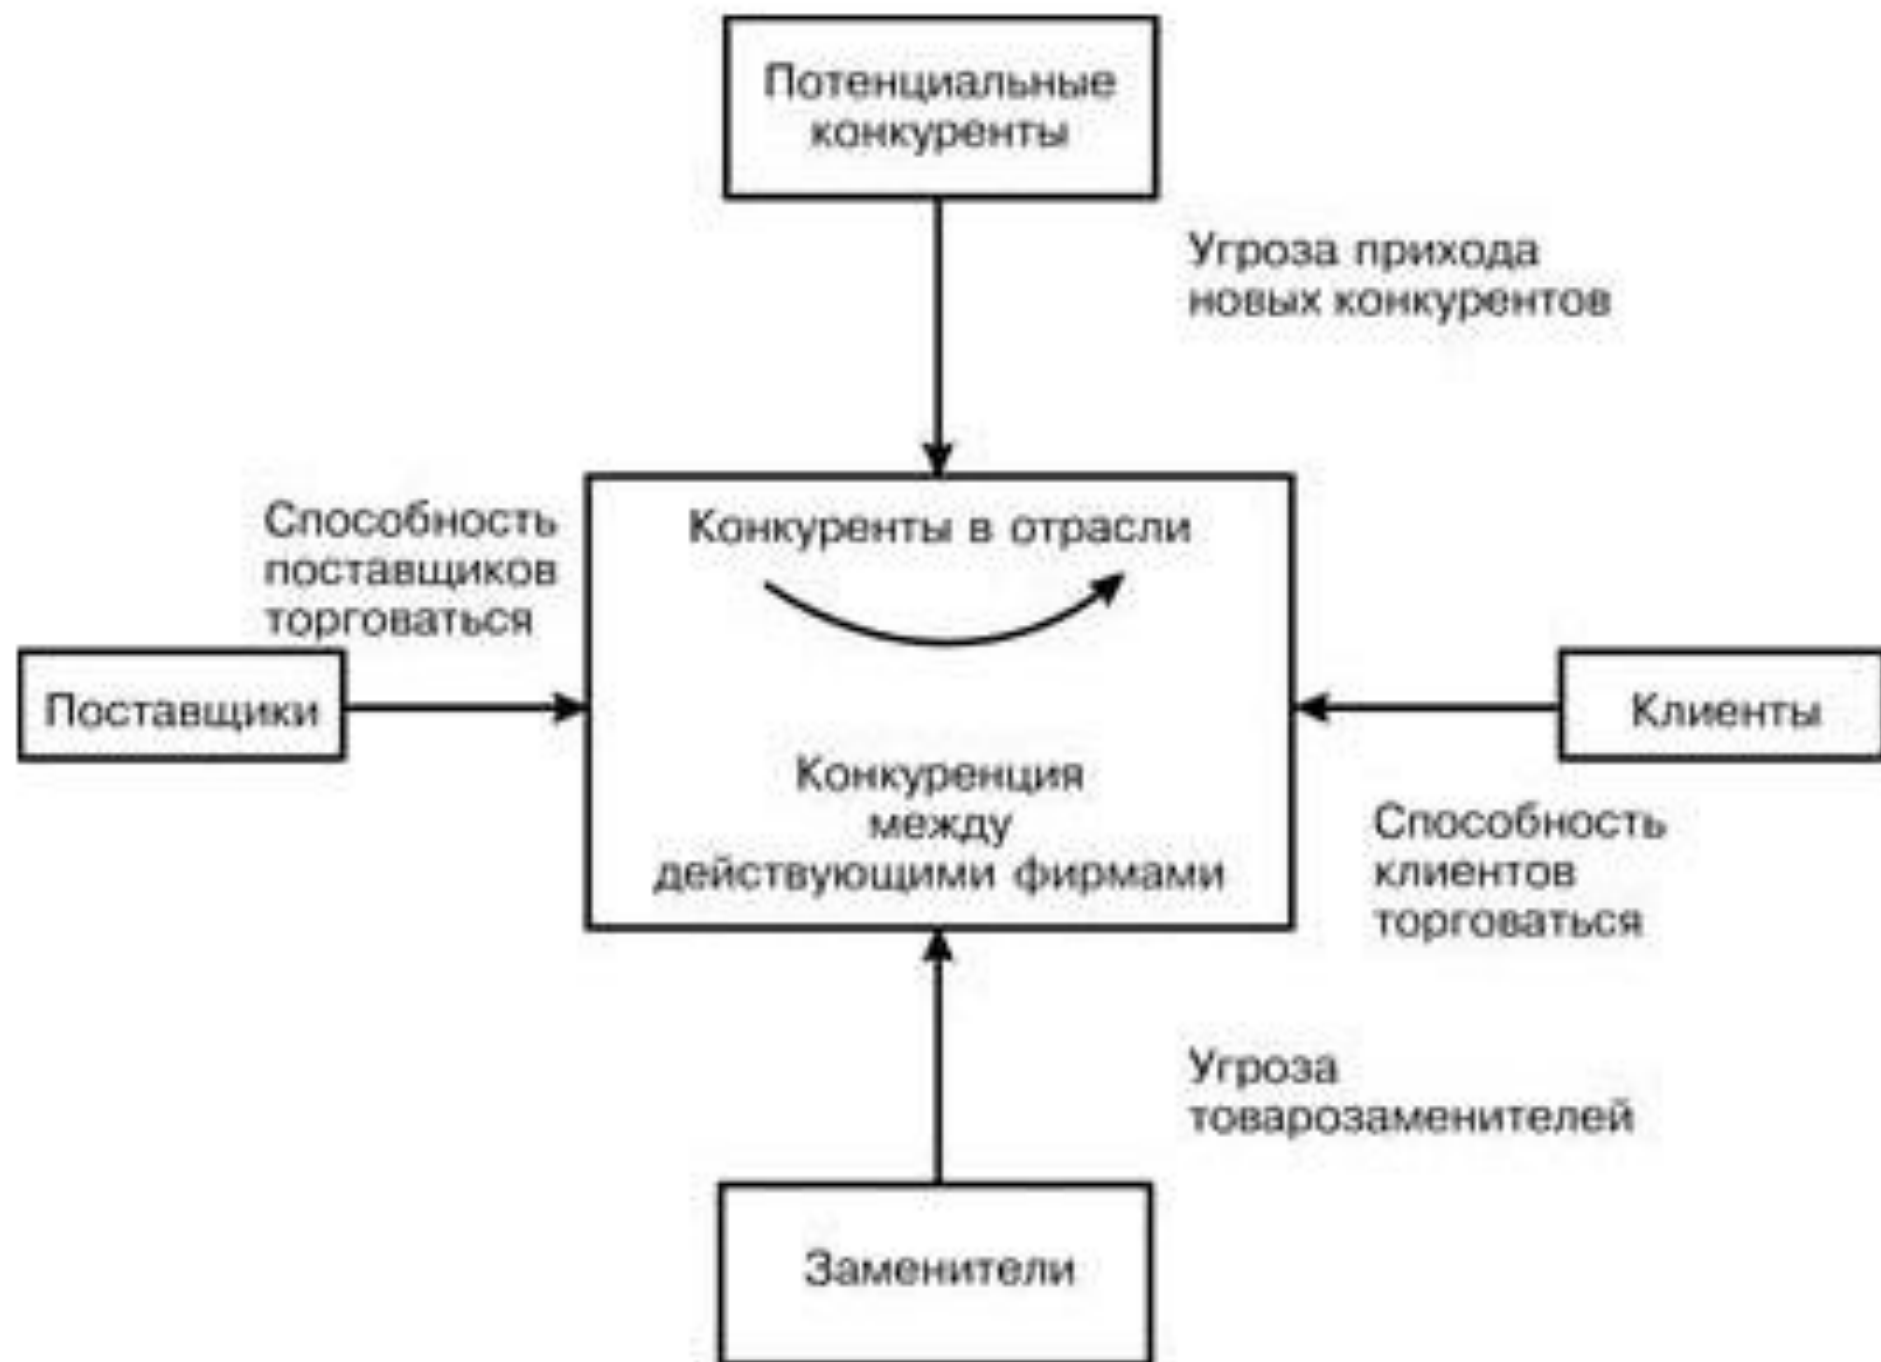 Потенциальные
конкуренты
Угроза прихода
новых конкурентов
Способность
поставщиков
торговаться
Конкуренты в отрасли
Поставщики
Клиенты
Конкуренция
между
действующими фирмами
Способность
клиентов
торговаться
Угроза
товарозаменителей
Заменители